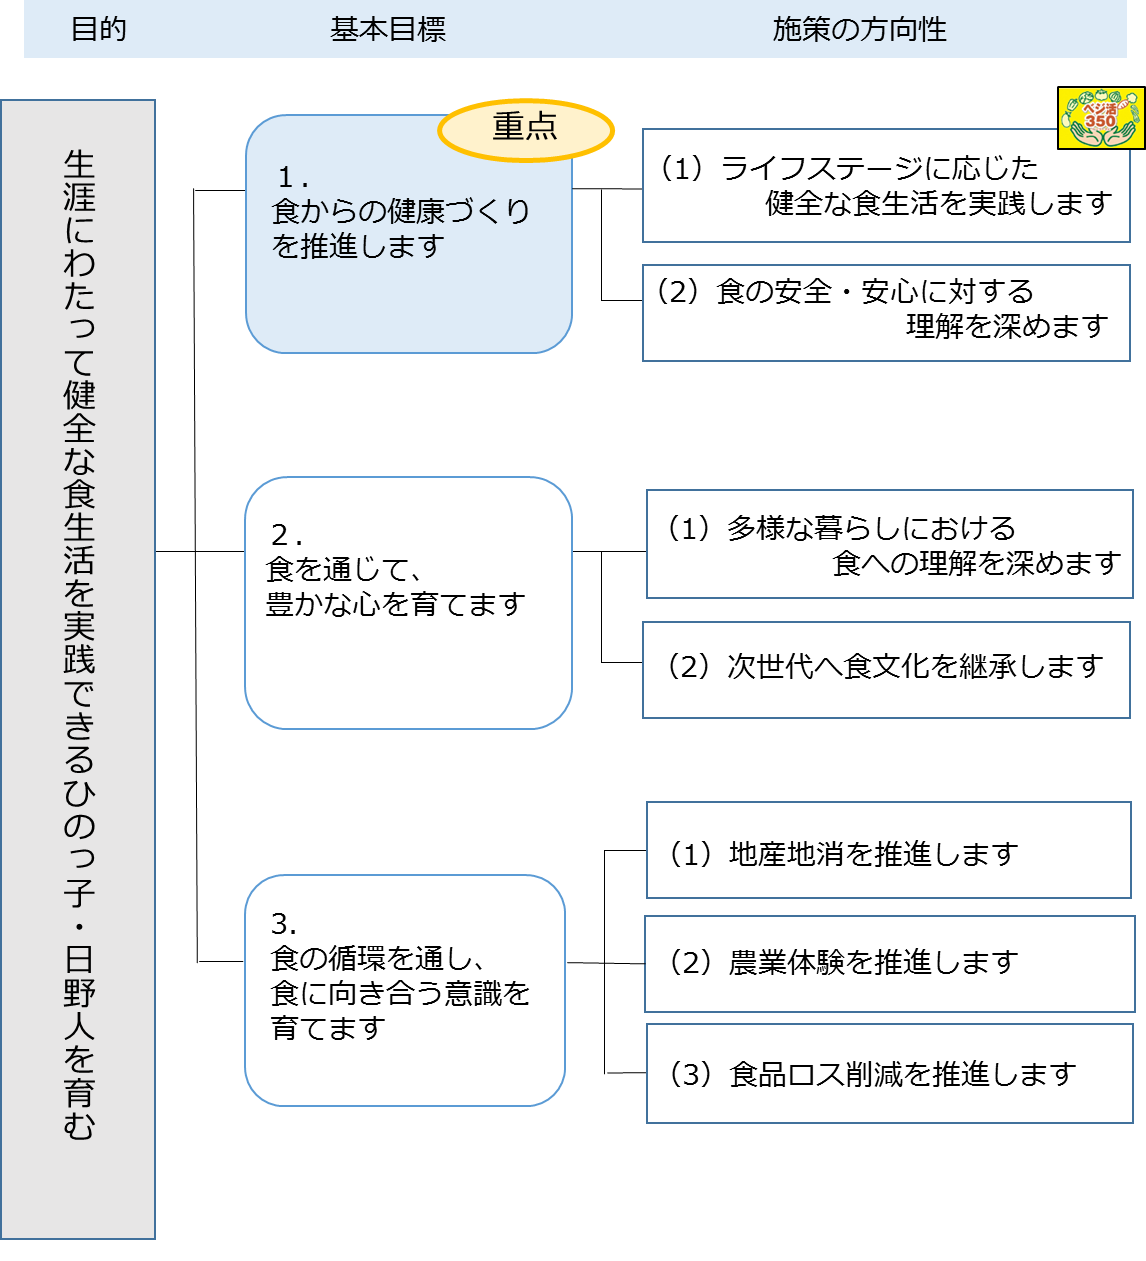 目的
基本目標
施策の方向性
生涯にわたって健全な食生活を実践できるひのっ子・日野人を育む
重点
１.
食からの健康づくり
を推進します
ベジ活
350
（1）ライフステージに応じた
健全な食生活を実践します
（2）食の安全・安心に対する
理解を深めます
２.
食を通じて、
豊かな心を育てます
（1）多様な暮らしにおける
食への理解を深めます
（2）次世代へ食文化を継承します
3.
食の循環を通し、
食に向き合う意識を
育てます
（1）地産地消を推進します
（2）農業体験を推進します
（3）食品ロス削減を推進します